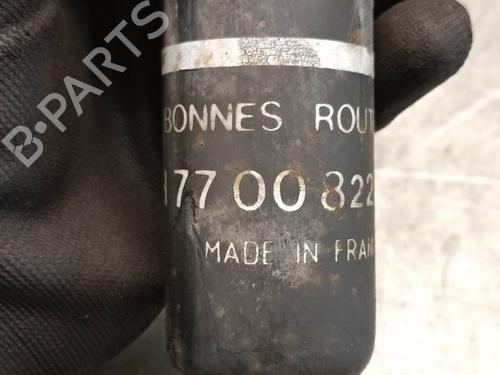 B-PARTS
BONNES ROUT
77 00 822
MADE IN FRAN